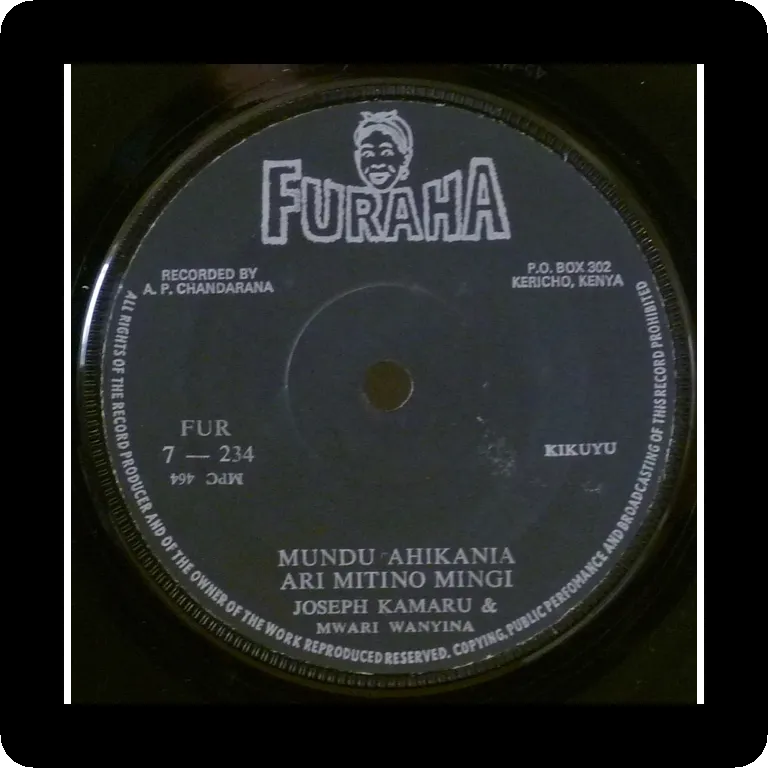 FURAHA
RECORDED BY
A. P. CHANDARANA
P.O. BOX 302
KERICHO, KENYA
FUR
7 — 234
MPC 464
KIKUYU
MUNDU AHIKANIA
ARI MITINO MINGI
JOSEPH KAMARU &
MWARI WANYINA
ALL RIGHTS OF THE RECORD PRODUCER AND OF THE OWNER OF THE WORK REPRODUCED RESERVED. COPYING, PUBLIC PERFOMANCE AND BROADCASTING OF THIS RECORD PROHIBITED